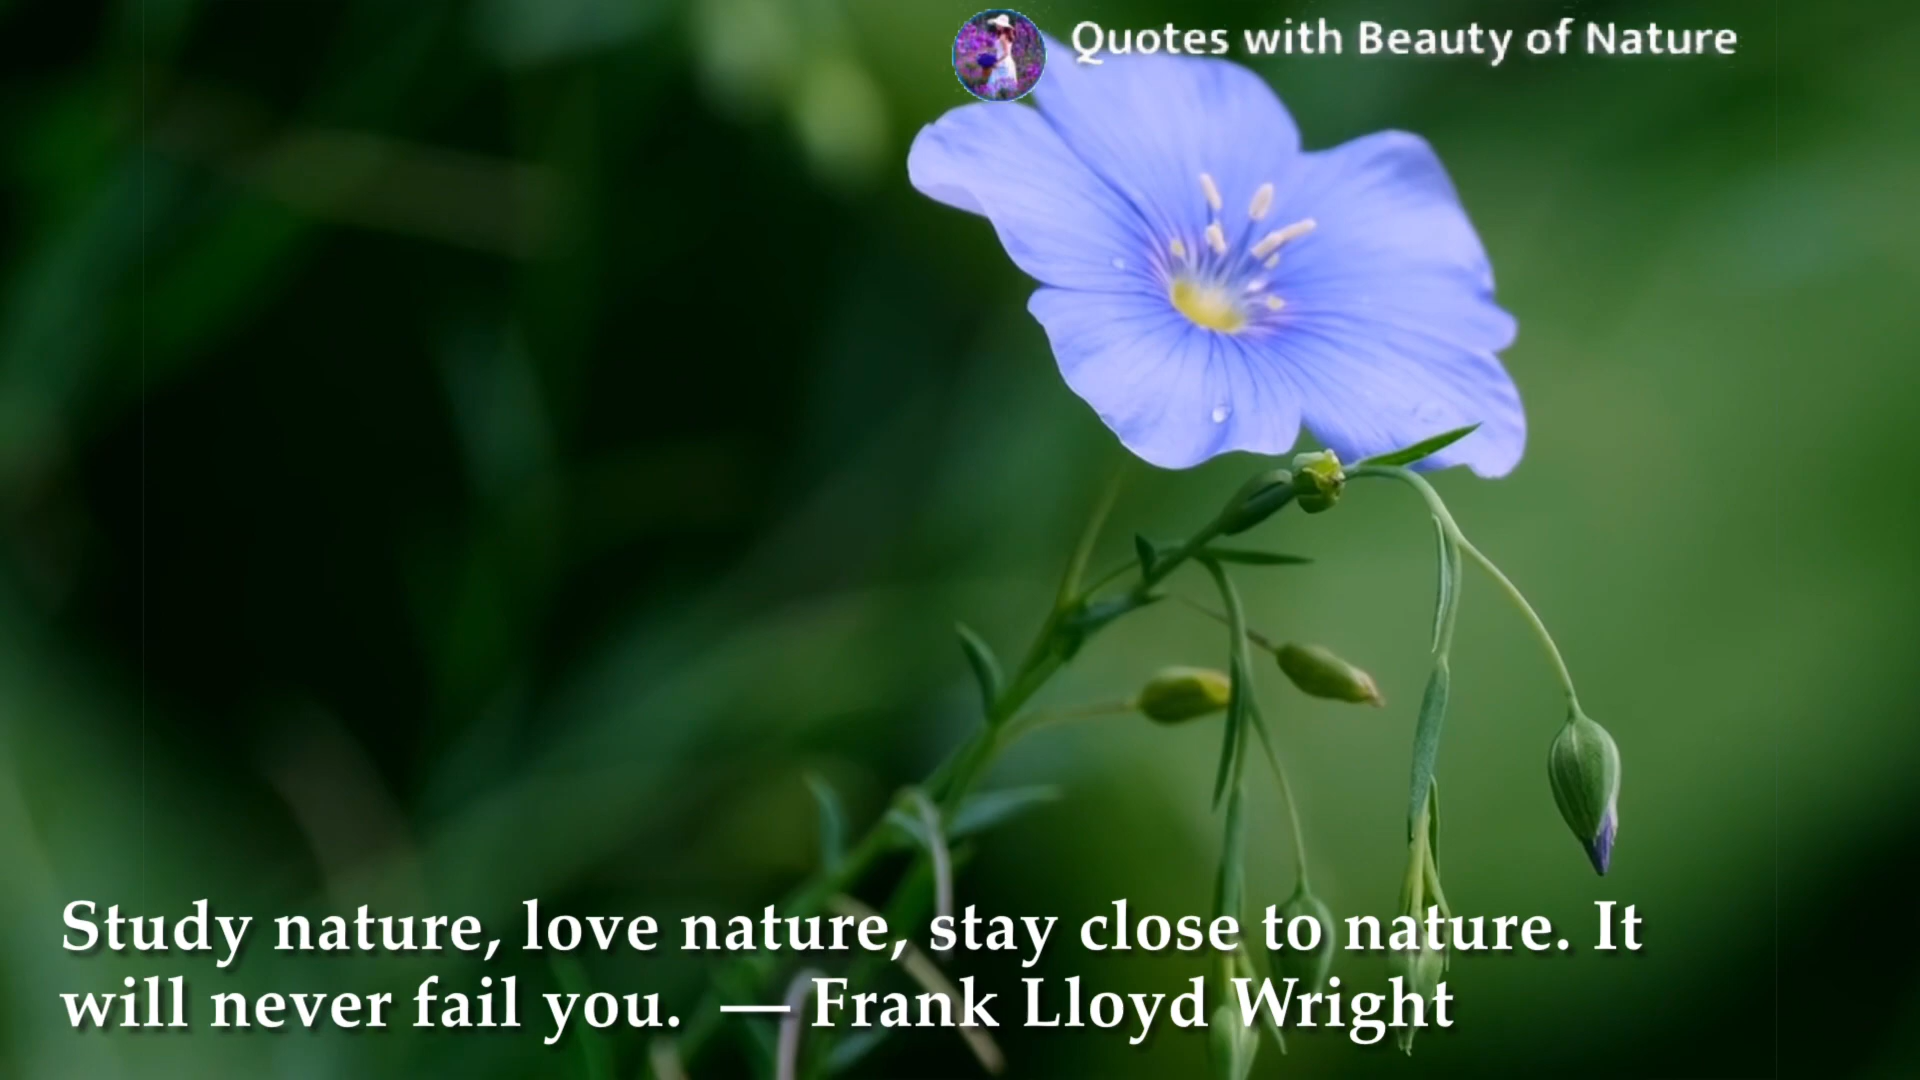 Quotes with Beauty of Nature
Study nature, love nature, stay close to nature. It
will never fail you.  — Frank Lloyd Wright